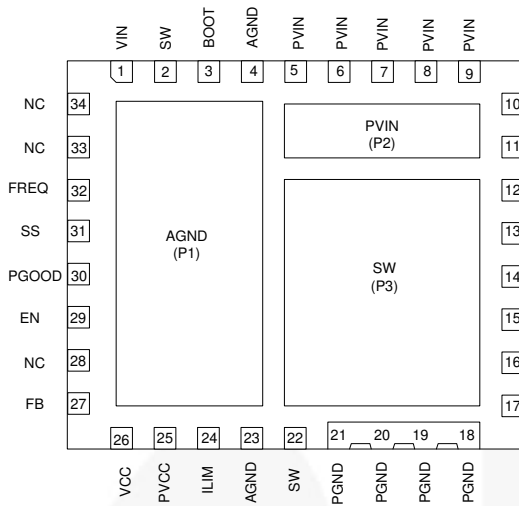 VIN SW BOOT AGND PVIN PVIN PVIN PVIN PVIN
1 2 3 4 5 6 7 8 9
NC 34 10
NC 33 11
PVIN
(P2)
FREQ 32 12
SS 31 13
AGND
(P1)
SW
(P3)
PGOOD 30 14
EN 29 15
NC 28 16
FB 27 17
26 25 24 23 22 21 20 19 18
VCC PVCC ILIM AGND SW PGND PGND PGND PGND